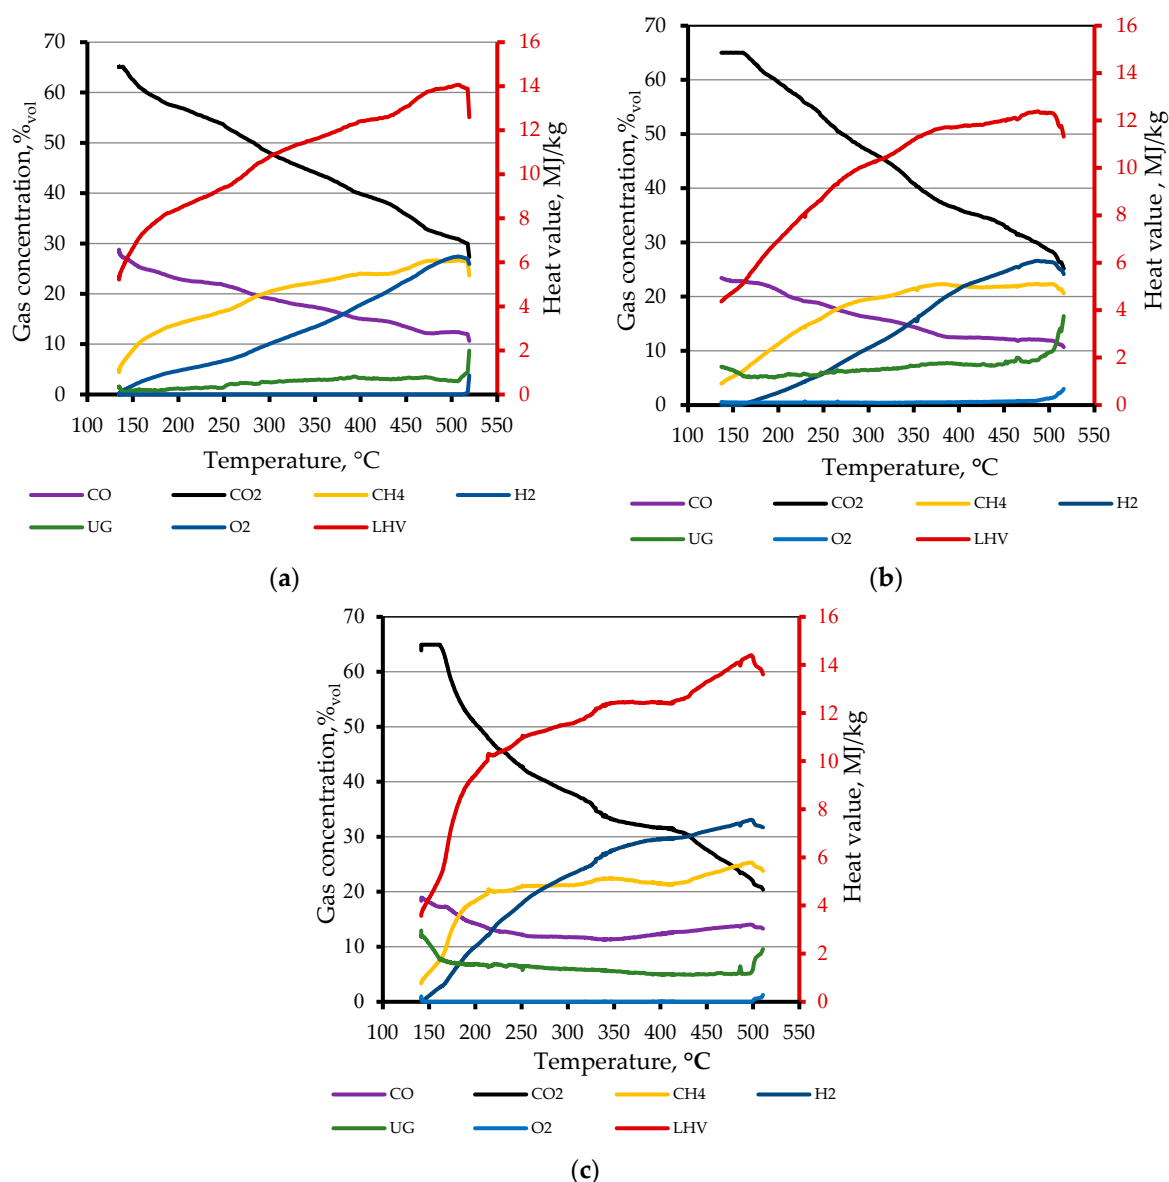 70
60
50
40
30
20
10
0
Gas concentration, %vol
16
14
12
10
8
6
4
2
0
Heat value, MJ/kg
100 150 200 250 300 350 400 450 500 550
Temperature, °C
CO CO2 CH4 H2
UG O2 LHV
(a)
70
60
50
40
30
20
10
0
Gas concentration, %vol
16
14
12
10
8
6
4
2
0
Heat value, MJ/kg
100 150 200 250 300 350 400 450 500 550
Temperature, °C
CO CO2 CH4 H2
UG O2 LHV
(b)
70
60
50
40
30
20
10
0
Gas concentration, %vol
16
14
12
10
8
6
4
2
0
Heat value, MJ/kg
100 150 200 250 300 350 400 450 500 550
Temperature, °C
CO CO2 CH4 H2
UG O2 LHV
(c)